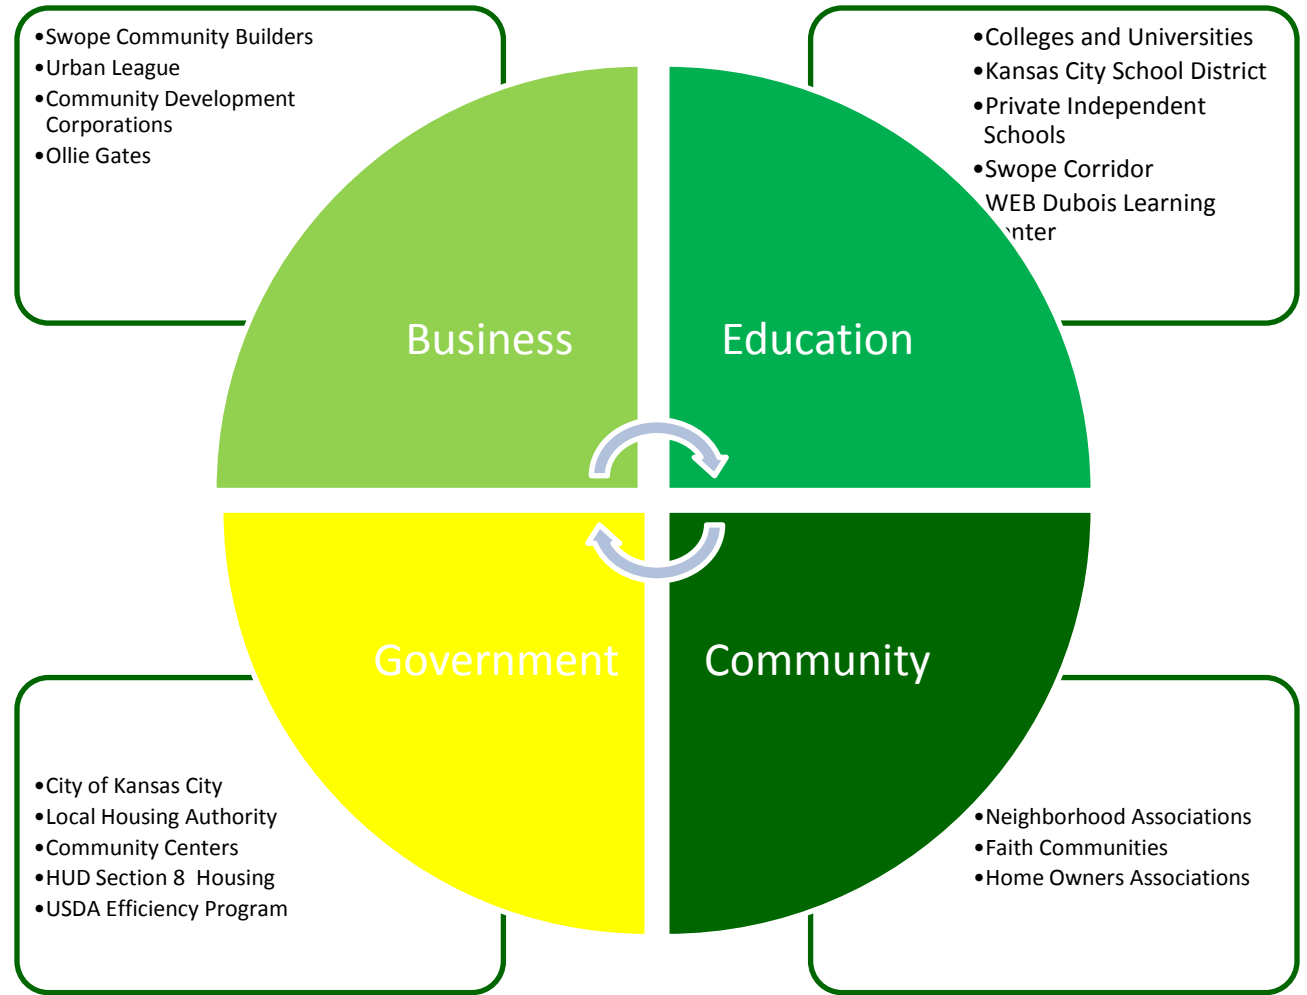 •Swope Community Builders
•Urban League
•Community Development
Corporations
•Ollie Gates
•Colleges and Universities
•Kansas City School District
•Private Independent
Schools
•Swope Corridor
WEB Dubois Learning
enter
Business
Education
Government
Community
•City of Kansas City
•Local Housing Authority
•Community Centers
•HUD Section 8  Housing
•USDA Efficiency Program
•Neighborhood Associations
•Faith Communities
•Home Owners Associations